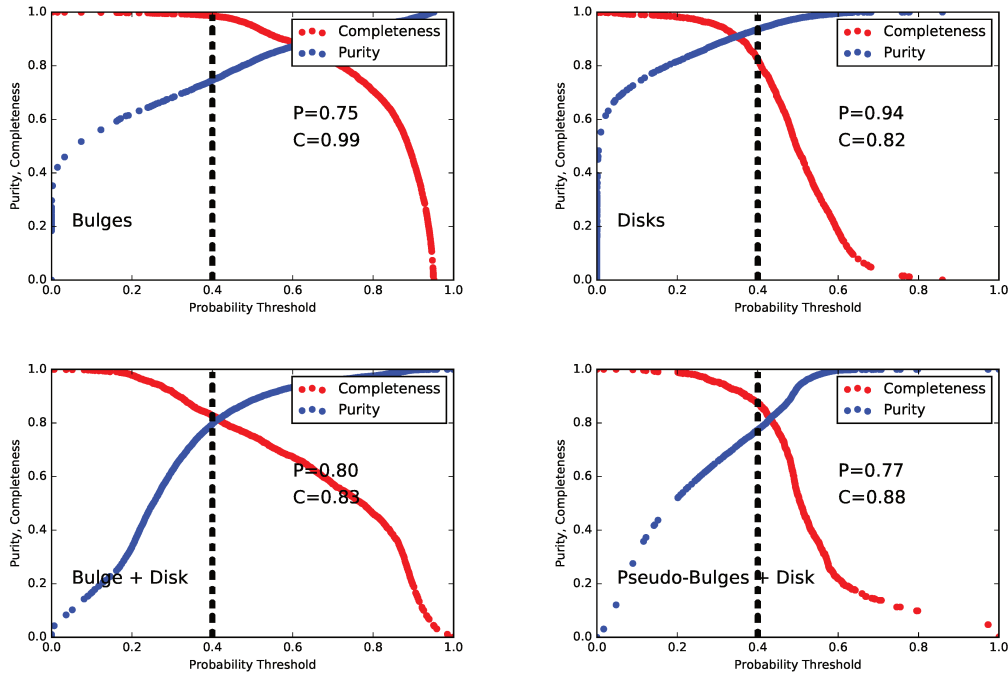 1.0
0.8
0.6
0.4
0.2
0.0
Purity, Completeness
Completeness
Purity
P=0.75
C=0.99
Bulges
0.0 0.2 0.4 0.6 0.8 1.0
Probability Threshold
1.0
0.8
0.6
0.4
0.2
0.0
Purity, Completeness
Completeness
Purity
P=0.94
C=0.82
Disks
0.0 0.2 0.4 0.6 0.8 1.0
Probability Threshold
1.0
0.8
0.6
0.4
0.2
0.0
Purity, Completeness
Completeness
Purity
P=0.80
C=0.83
Bulge + Disk
0.0 0.2 0.4 0.6 0.8 1.0
Probability Threshold
1.0
0.8
0.6
0.4
0.2
0.0
Purity, Completeness
Completeness
Purity
P=0.77
C=0.88
Pseudo-Bulges + Disk
0.0 0.2 0.4 0.6 0.8 1.0
Probability Threshold